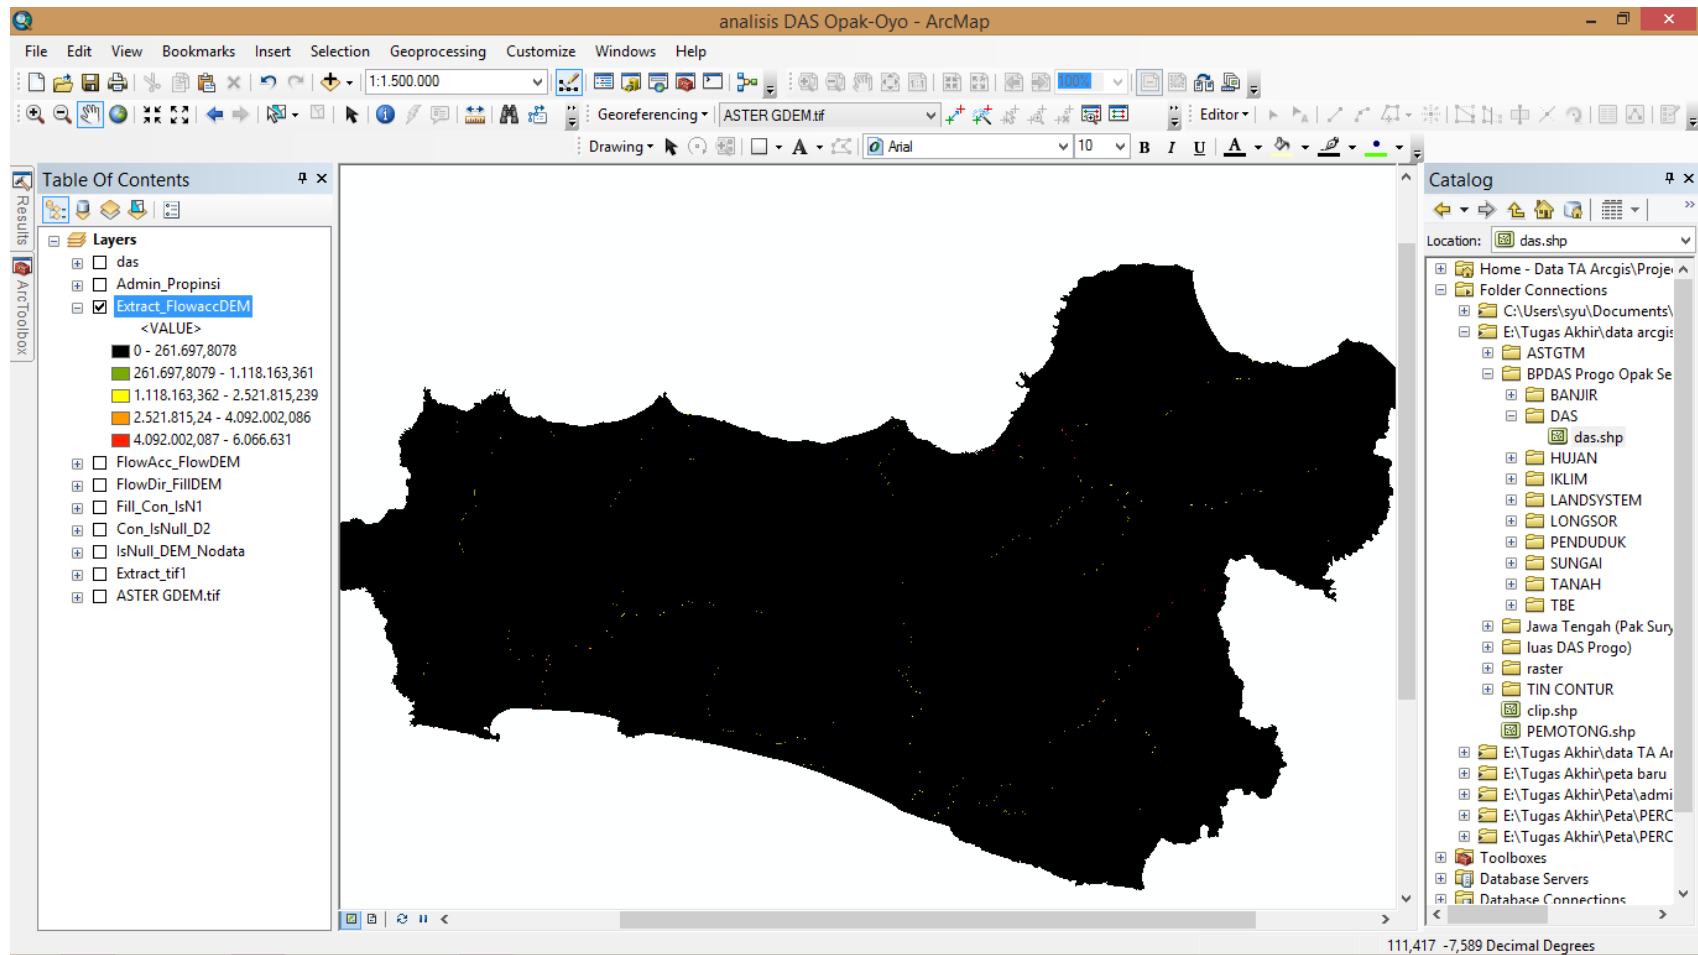 analisis DAS Opak-Oyo - ArcMap
File Edit View Bookmarks Insert Selection Geoprocessing Customize Windows Help
1:1.500.000
100%
Georeferencing
ASTER GDEM.tif
Editor
Drawing
A
Arial
10
B I U A
Results
ArcToolbox
Table Of Contents
Layers
das
Admin_Propinsi
Extract_FlowaccDEM
<VALUE>
0 - 261.697,8078
261.697,8079 - 1.118.163,361
1.118.163,362 - 2.521.815,239
2.521.815,24 - 4.092.002,086
4.092.002,087 - 6.066.631
FlowAcc_FlowDEM
FlowDir_FillDEM
Fill_Con_IsN1
Con_IsNull_D2
IsNull_DEM_Nodata
Extract_tif1
ASTER GDEM.tif
Catalog
Location: das.shp
Home - Data TA Arcgis\Proje
Folder Connections
C:\Users\syu\Documents\
E:\Tugas Akhir\data arcgis
ASTGTM
BPDAS Progo Opak Se
BANJIR
DAS
das.shp
HUJAN
IKLIM
LANDSYSTEM
LONGSOR
PENDUDUK
SUNGAI
TANAH
TBE
Jawa Tengah (Pak Sury
luas DAS Progo)
raster
TIN CONTUR
clip.shp
PEMOTONG.shp
E:\Tugas Akhir\data TA Ar
E:\Tugas Akhir\peta baru
E:\Tugas Akhir\Peta\admi
E:\Tugas Akhir\Peta\PERC
E:\Tugas Akhir\Peta\PERC
Toolboxes
Database Servers
Database Connections
111,417 -7,589 Decimal Degrees